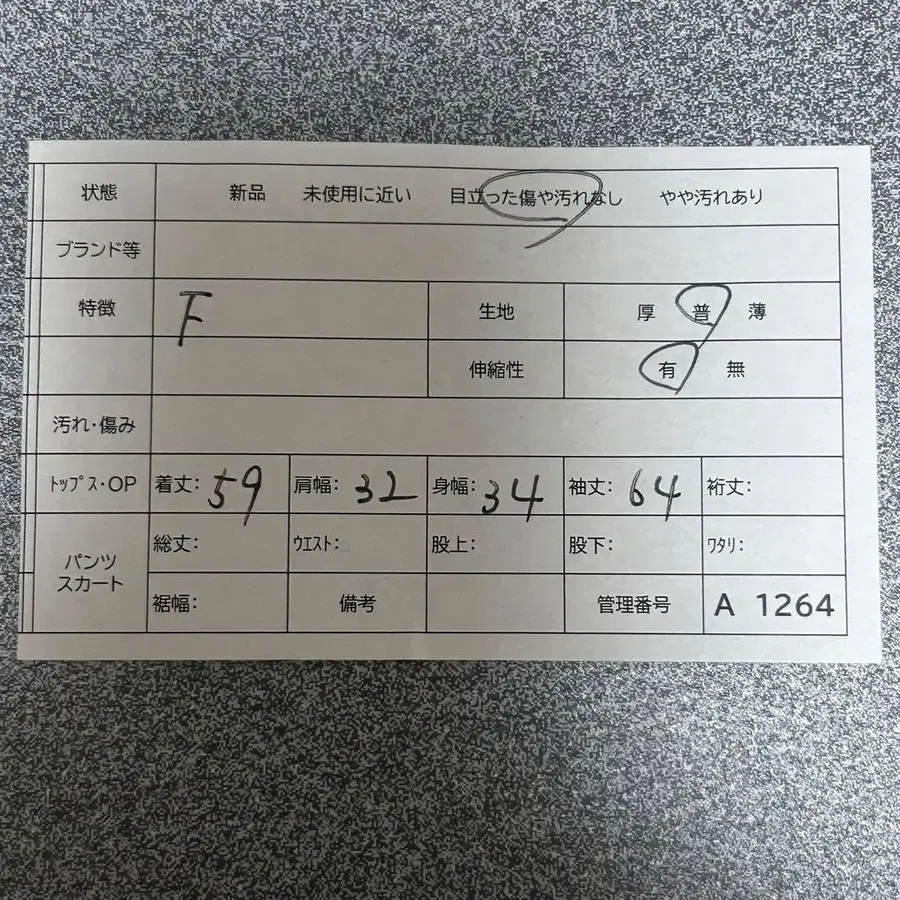 状態 新品 未使用に近い 目立った傷や汚れなし やや汚れあり
ブランド等
特徴 F 生地 厚 普 薄
伸縮性 有 無
汚れ・傷み
ﾄｯﾌﾟｽ・OP 着丈: 59 肩幅: 32 身幅: 34 袖丈: 64 裄丈:
パンツ スカート 総丈: ｳｴｽﾄ: 股上: 股下: ﾜﾀﾘ:
裾幅: 備考 管理番号 A 1264